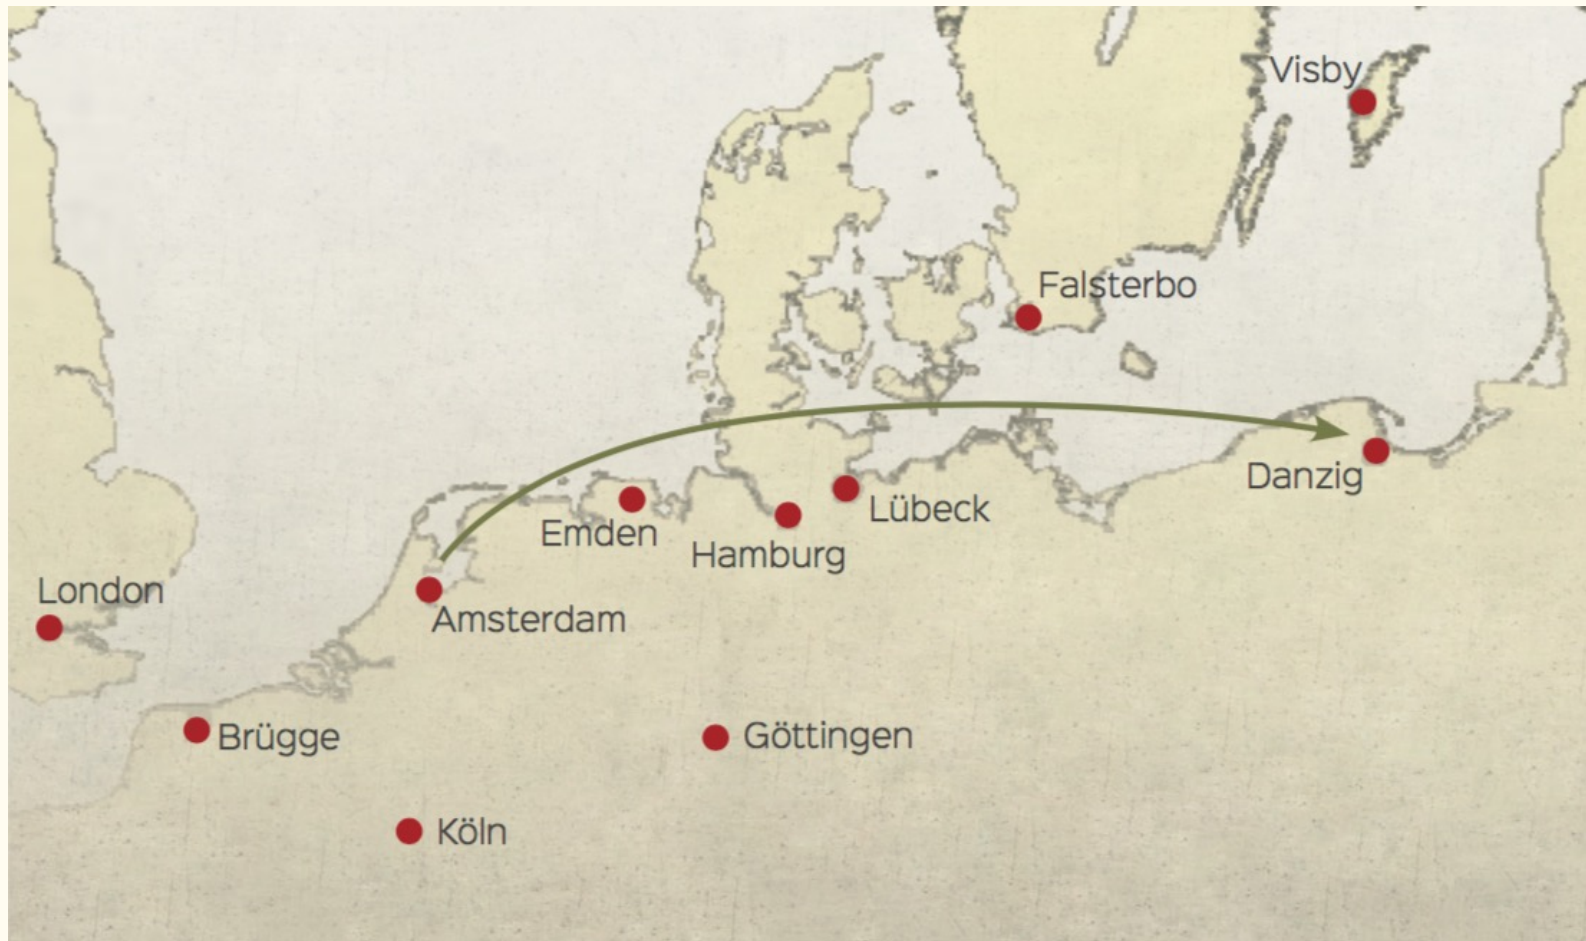 Visby
Falsterbo
Danzig
Lübeck
Emden
Hamburg
London
Amsterdam
Brügge
Göttingen
Köln